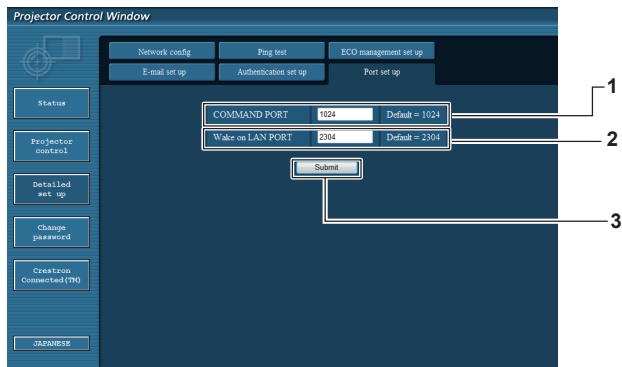 Projector Control Window
Network config
Ping test
ECO management set up
E-mail set up
Authentication set up
Port set up
Status
Projector
control
Detailed
set up
Change
password
Crestron
Connected(TM)
JAPANESE
COMMAND PORT 1024 Default = 1024
Wake on LAN PORT 2304 Default = 2304
Submit
1
2
3